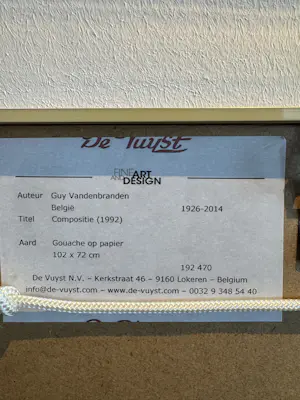 De Vuyst
FINE ART
AND DESIGN
Auteur Guy Vandenbranden
België 1926-2014
Titel Compositie (1992)
Aard Gouache op papier
102 x 72 cm
192 470
De Vuyst N.V. – Kerkstraat 46 – 9160 Lokeren – Belgium
info@de-vuyst.com – www.de-vuyst.com – 0032 9 348 54 40